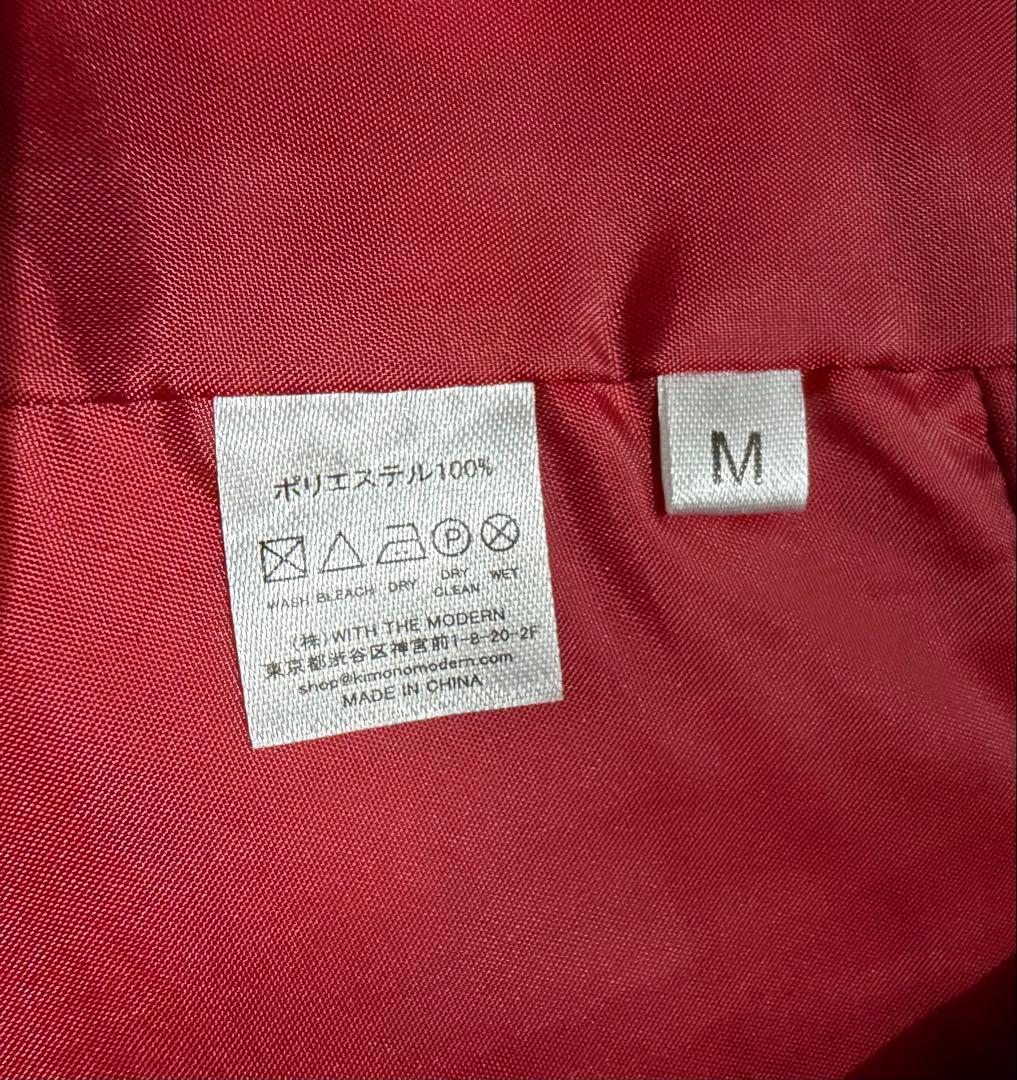 ポリエステル100%
P
WASH BLEACH DRY DRY CLEAN WET
(株)WITH THE MODERN
東京都渋谷区神宮前1-8-20-2F
shop@kimonomodern.com
MADE IN CHINA
M